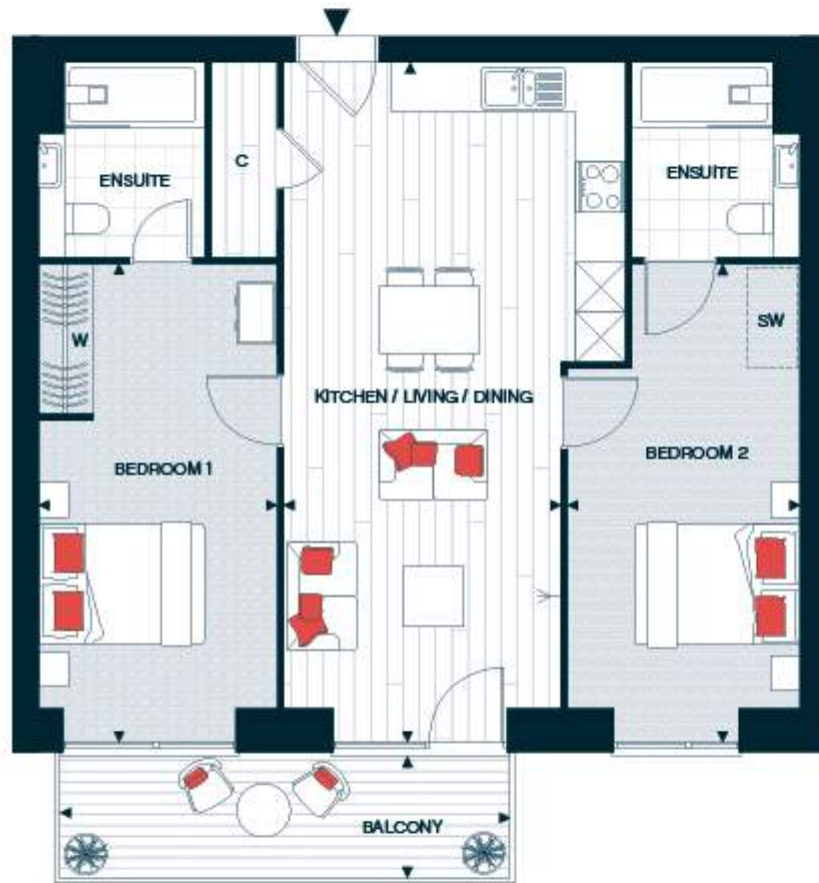 ENSUITE
C
ENSUITE
W
SW
KITCHEN / LIVING / DINING
BEDROOM 1
BEDROOM 2
BALCONY